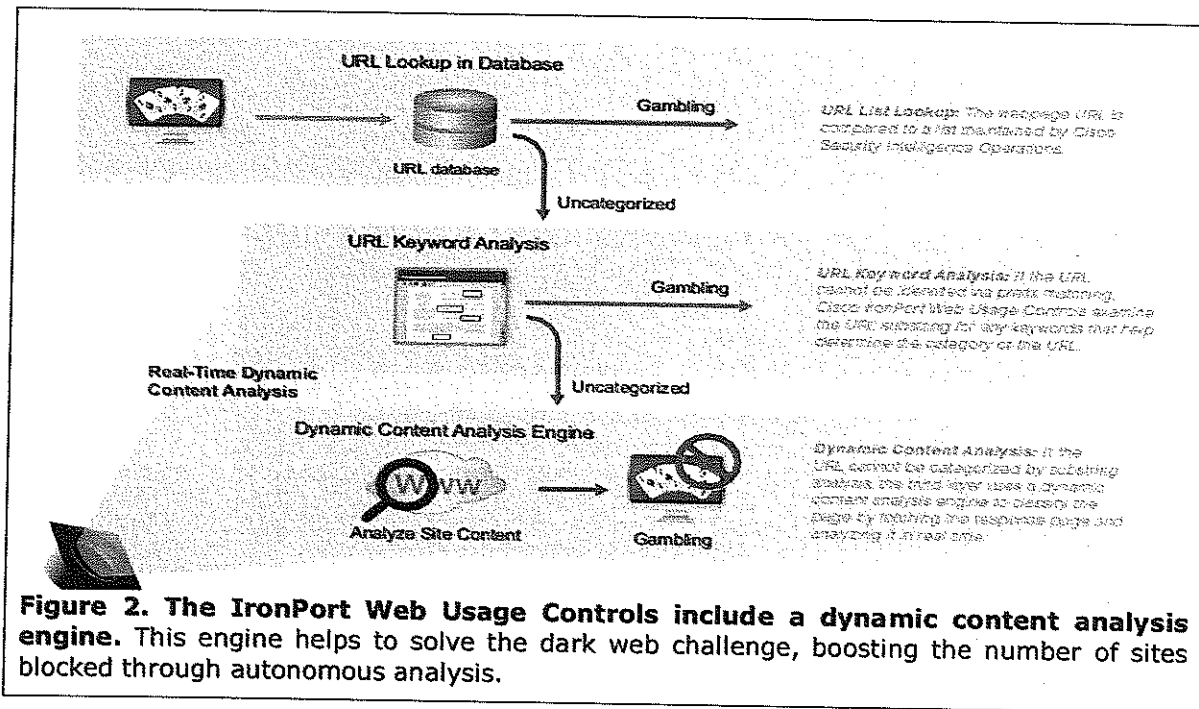 URL Lookup in Database
Gambling
URL database
Uncategorized
URL List Lookup: The webpage URL is
compared to a list maintained by Cisco
Security Intelligence Operations.
URL Keyword Analysis
Gambling
Uncategorized
URL Keyword Analysis: If the URL
cannot be identified via prefix matching,
Cisco IronPort Web Usage Controls examine
the URL substring for any keywords that help
determine the category of the URL.
Real-Time Dynamic
Content Analysis
Dynamic Content Analysis Engine
WWW
Analyze Site Content
Gambling
Dynamic Content Analysis: If the
URL cannot be categorized by substring
analysis, the third layer uses a dynamic
content analysis engine to classify the
page by fetching the response page and
analyzing it in real time.
Figure 2. The IronPort Web Usage Controls include a dynamic content analysis
engine. This engine helps to solve the dark web challenge, boosting the number of sites
blocked through autonomous analysis.